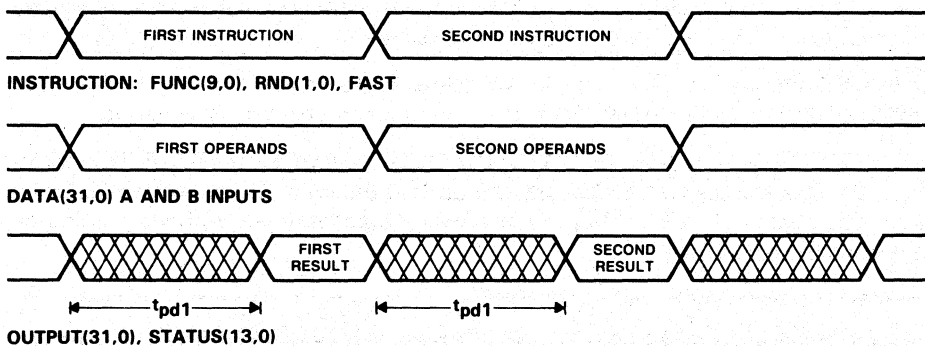 FIRST INSTRUCTION SECOND INSTRUCTION
INSTRUCTION: FUNC(9,0), RND(1,0), FAST
FIRST OPERANDS SECOND OPERANDS
DATA(31,0) A AND B INPUTS
FIRST RESULT
SECOND RESULT
tpd1 tpd1
OUTPUT(31,0), STATUS(13,0)